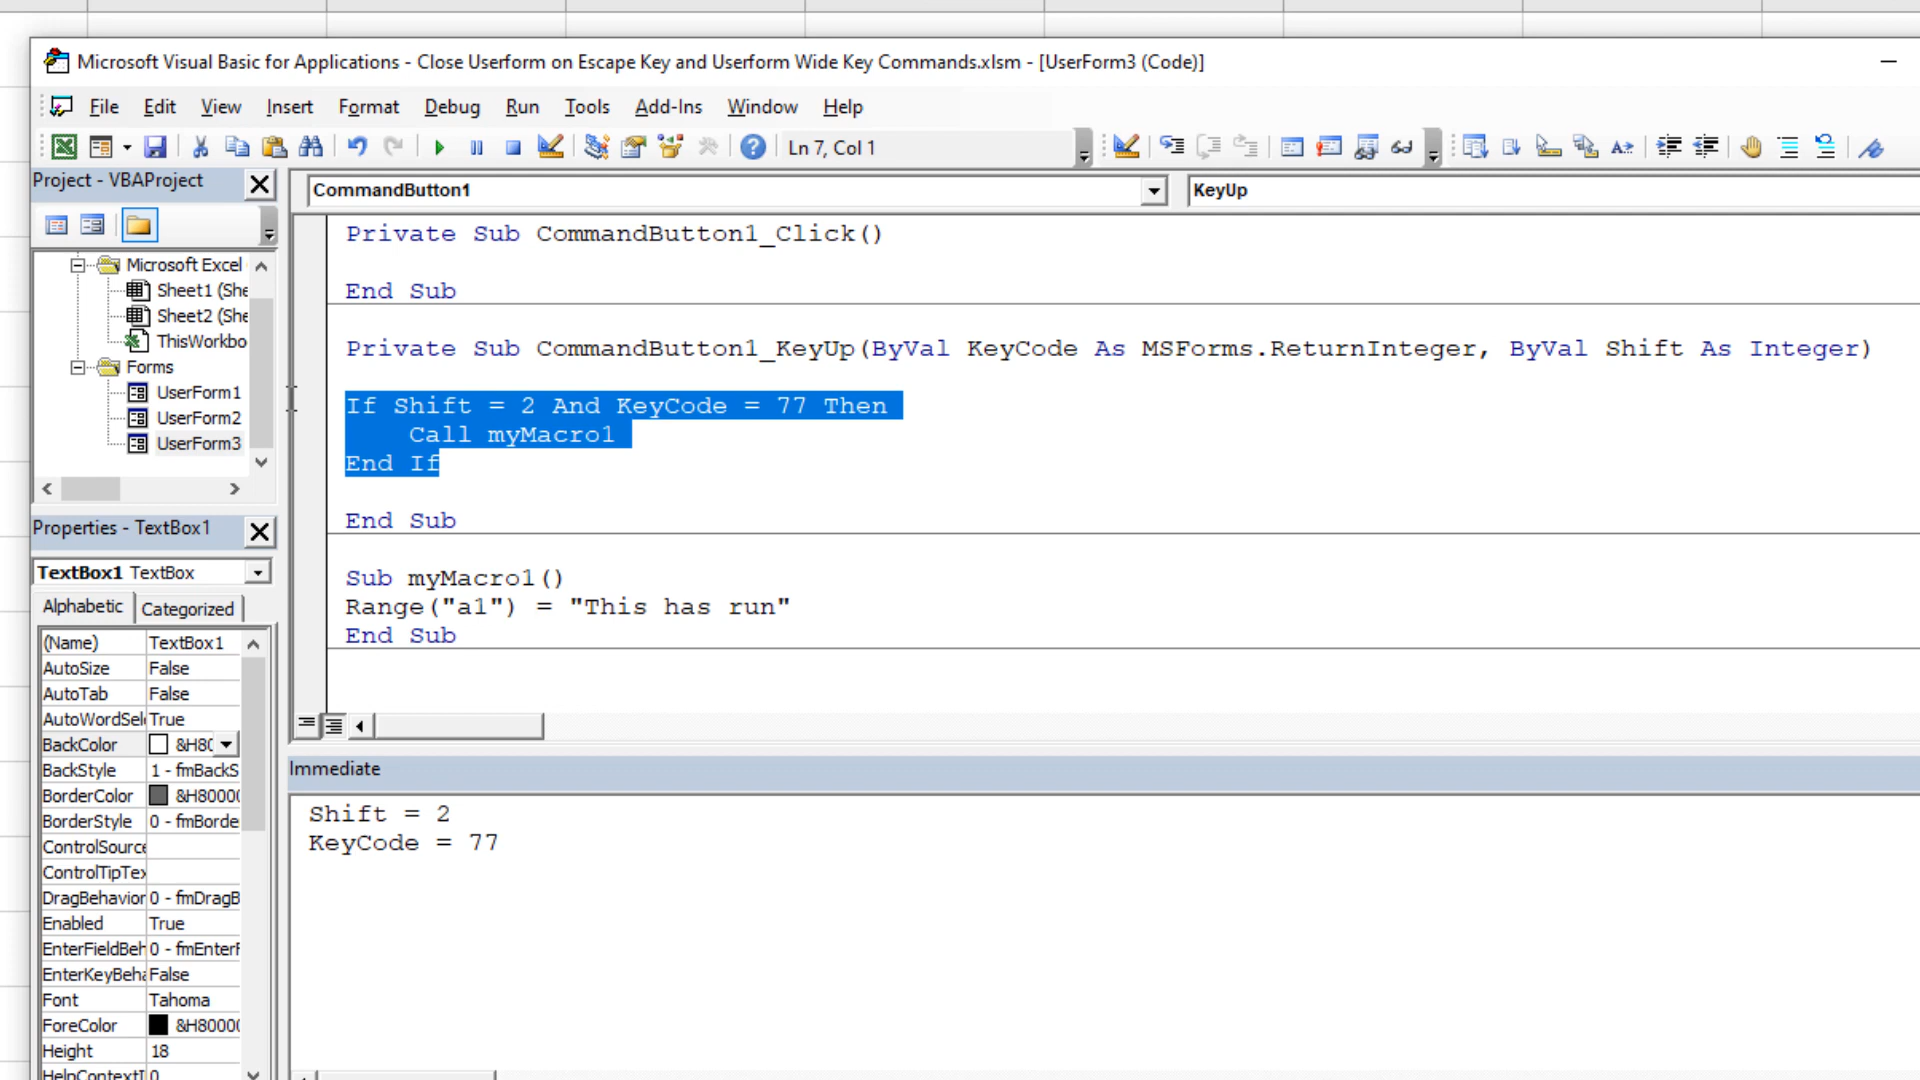 Microsoft Visual Basic for Applications - Close Userform on Escape Key and Userform Wide Key Commands.xlsm - [UserForm3 (Code)]
File Edit View Insert Format Debug Run Tools Add-Ins Window Help
Ln 7, Col 1
Project - VBAProject
Microsoft Excel
Sheet1 (She
Sheet2 (She
ThisWorkbo
Forms
UserForm1
UserForm2
UserForm3
Properties - TextBox1
TextBox1 TextBox
Alphabetic Categorized
(Name) TextBox1
AutoSize False
AutoTab False
AutoWordSel True
BackColor &H80
BackStyle 1 - fmBackS
BorderColor &H8000
BorderStyle 0 - fmBorde
ControlSource
ControlTipTex
DragBehavior 0 - fmDragB
Enabled True
EnterFieldBeh 0 - fmEnterF
EnterKeyBeha False
Font Tahoma
ForeColor &H8000
Height 18
HelpContextI 0
CommandButton1 KeyUp
Private Sub CommandButton1_Click()
End Sub
Private Sub CommandButton1_KeyUp(ByVal KeyCode As MSForms.ReturnInteger, ByVal Shift As Integer)
If Shift = 2 And KeyCode = 77 Then
Call myMacro1
End If
End Sub
Sub myMacro1()
Range("a1") = "This has run"
End Sub
Immediate
Shift = 2
KeyCode = 77